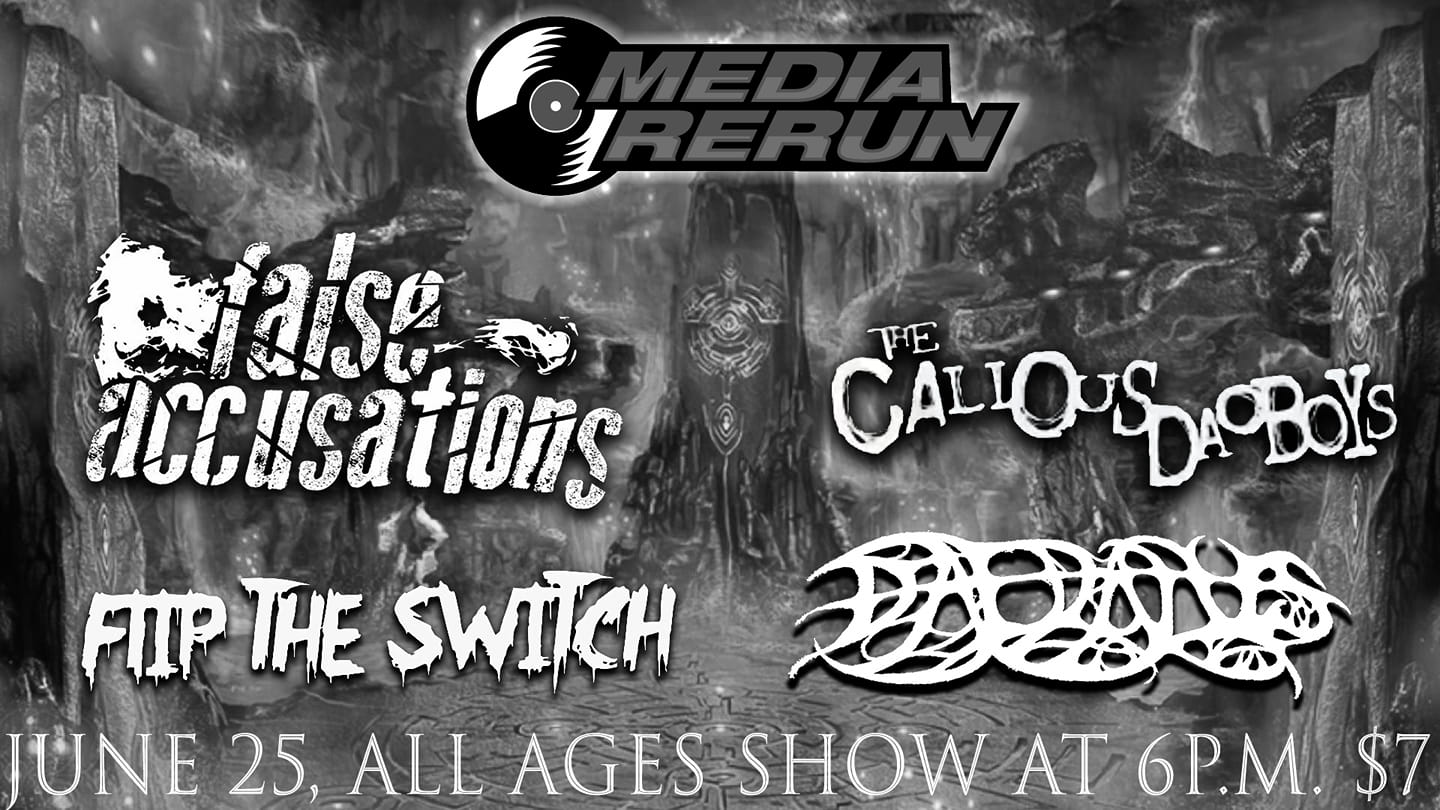 MEDIA
RERUN
false
accusations
THE
CALLOUS DAOBOYS
FLIP THE SWITCH
JUNE 25, ALL AGES SHOW AT 6P.M. $7